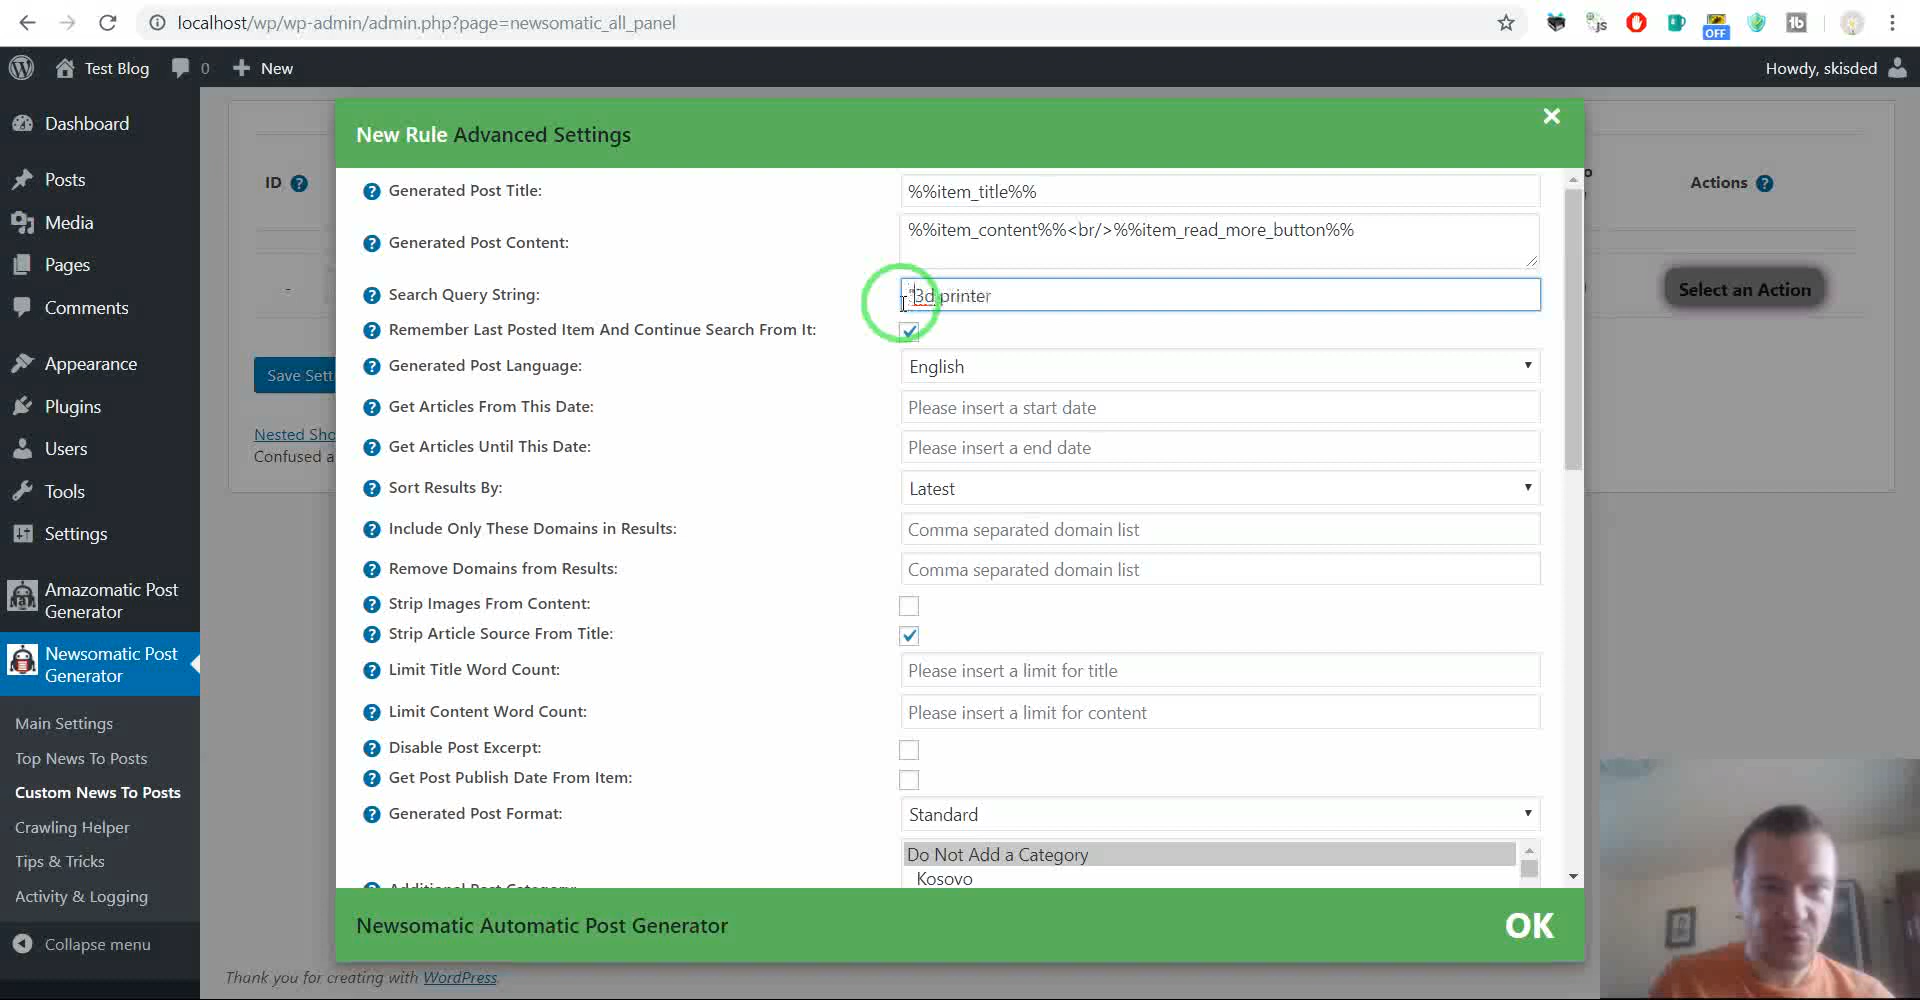 localhost/wp/wp-admin/admin.php?page=newsomatic_all_panel
OFF
Test Blog 0 New
Howdy, skisded
Dashboard
Posts
Media
Pages
Comments
Appearance
Plugins
Users
Tools
Settings
Amazomatic Post
Generator
Newsomatic Post
Generator
Main Settings
Top News To Posts
Custom News To Posts
Crawling Helper
Tips & Tricks
Activity & Logging
Collapse menu
ID
Actions
-
Select an Action
Save Sett
Nested Sho
Confused a
New Rule Advanced Settings
Generated Post Title: %%item_title%%
Generated Post Content: %%item_content%%<br/>%%item_read_more_button%%
Search Query String: "3d printer
Remember Last Posted Item And Continue Search From It:
Generated Post Language: English
Get Articles From This Date: Please insert a start date
Get Articles Until This Date: Please insert a end date
Sort Results By: Latest
Include Only These Domains in Results: Comma separated domain list
Remove Domains from Results: Comma separated domain list
Strip Images From Content:
Strip Article Source From Title:
Limit Title Word Count: Please insert a limit for title
Limit Content Word Count: Please insert a limit for content
Disable Post Excerpt:
Get Post Publish Date From Item:
Generated Post Format: Standard
Do Not Add a Category
Additional Post Category:
Kosovo
Newsomatic Automatic Post Generator
OK
Thank you for creating with WordPress.